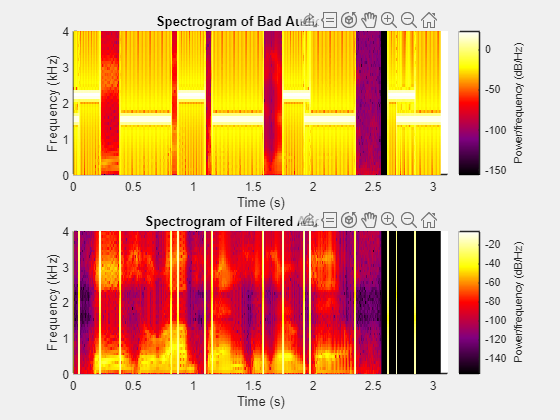 Spectrogram of Bad
4
3
2
1
0
Frequency (kHz)
0 0.5 1 1.5 2 2.5 3
Time (s)
0
-50
-100
-150
Power/frequency (dB/Hz)
Spectrogram of Filtered
4
3
2
1
0
Frequency (kHz)
0 0.5 1 1.5 2 2.5 3
Time (s)
-20
-40
-60
-80
-100
-120
-140
Power/frequency (dB/Hz)